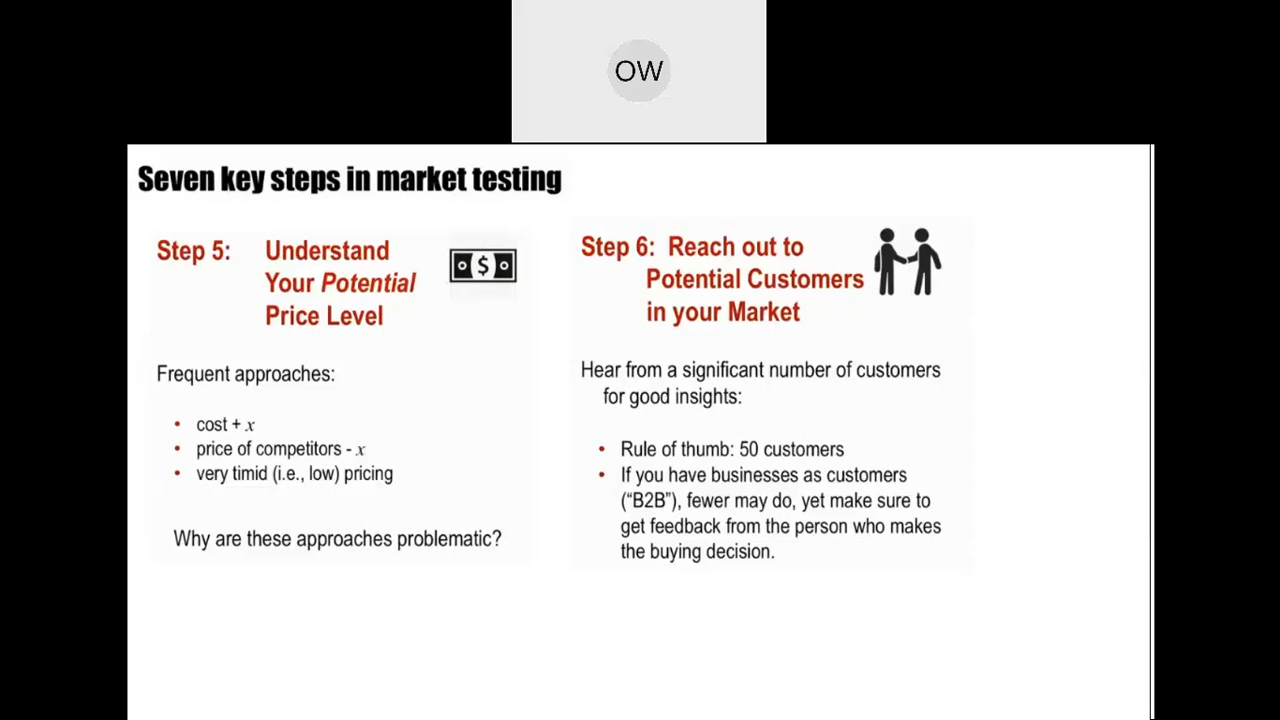 OW
Seven key steps in market testing
Step 5: Understand
Your Potential
Price Level
$
Frequent approaches:
• cost + x
• price of competitors - x
• very timid (i.e., low) pricing
Why are these approaches problematic?
Step 6: Reach out to
Potential Customers
in your Market
Hear from a significant number of customers
for good insights:
• Rule of thumb: 50 customers
• If you have businesses as customers
(“B2B”), fewer may do, yet make sure to
get feedback from the person who makes
the buying decision.